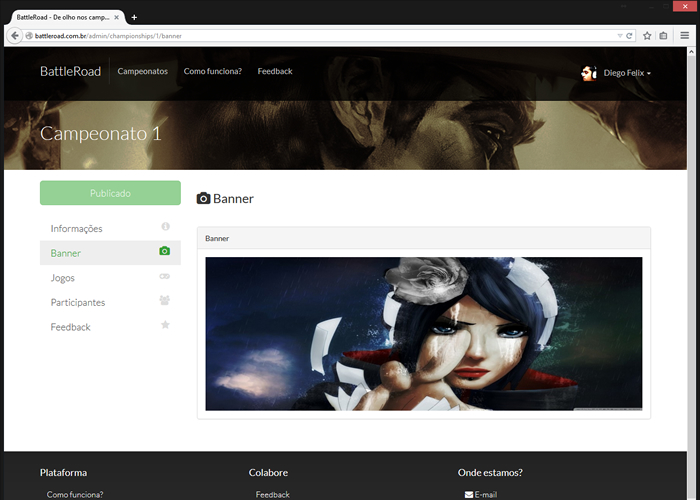 BattleRoad - De olho nos camp...
battleroad.com.br/admin/championships/1/banner
BattleRoad Campeonatos Como funciona? Feedback Diego Felix
Campeonato 1
Publicado
Informações
Banner
Jogos
Participantes
Feedback
Banner
Banner
Plataforma
Como funciona?
Colabore
Feedback
Onde estamos?
E-mail